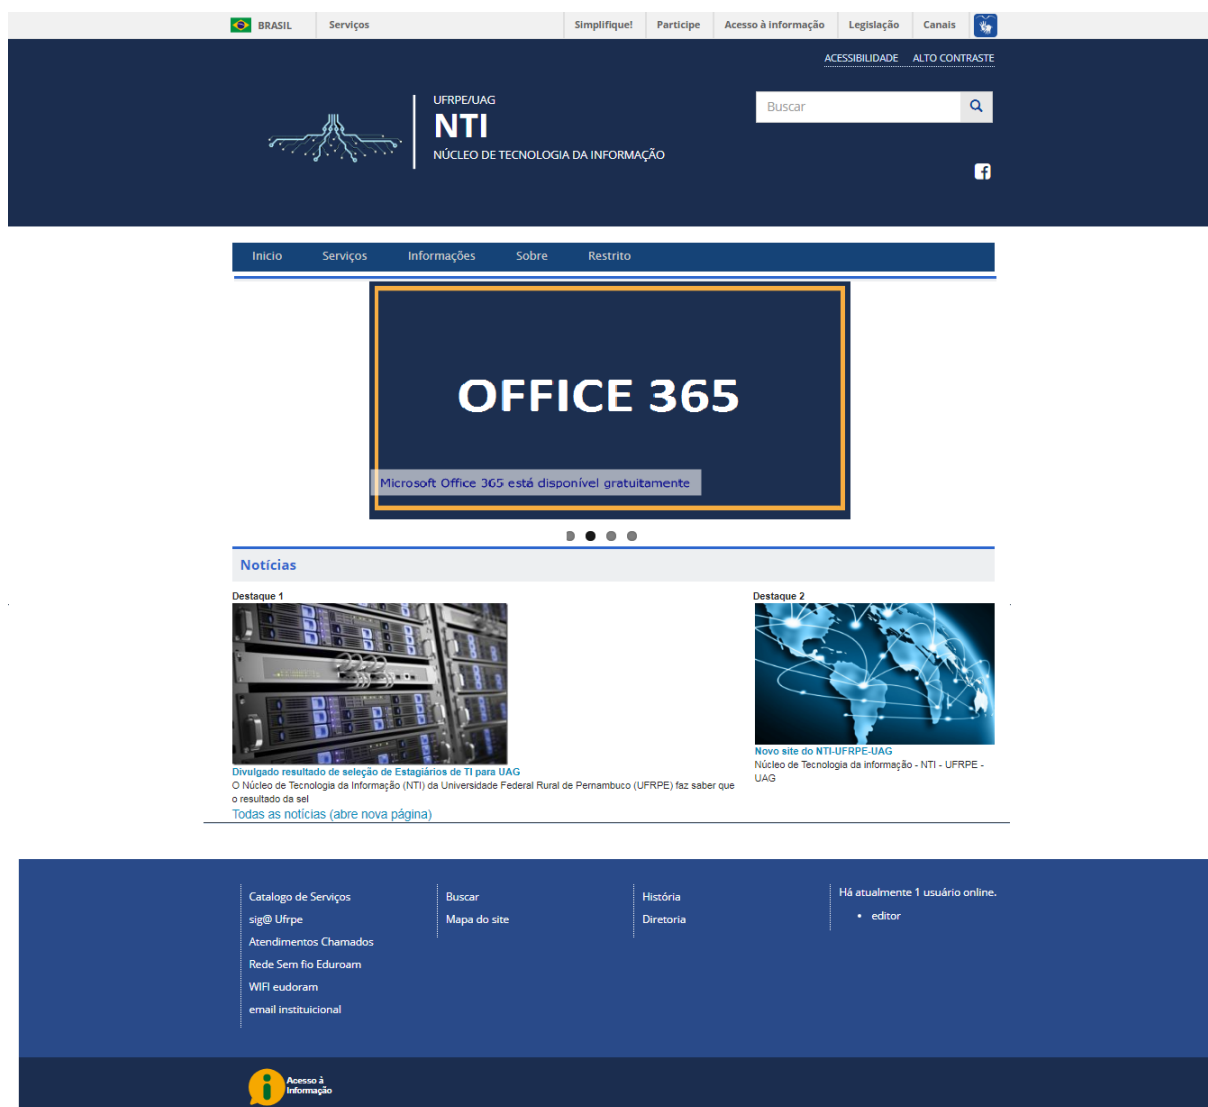 BRASIL Serviços Simplifique! Participe Acesso à informação Legislação Canais
ACESSIBILIDADE ALTO CONTRASTE
UFRPE/UAG
NTI
NÚCLEO DE TECNOLOGIA DA INFORMAÇÃO
Buscar
Inicio Serviços Informações Sobre Restrito
OFFICE 365
Microsoft Office 365 está disponível gratuitamente
Notícias
Destaque 1
Divulgado resultado de seleção de Estagiários de TI para UAG
O Núcleo de Tecnologia da Informação (NTI) da Universidade Federal Rural de Pernambuco (UFRPE) faz saber que
o resultado da sel
Todas as notícias (abre nova página)
Destaque 2
Novo site do NTI-UFRPE-UAG
Núcleo de Tecnologia da informação - NTI - UFRPE -
UAG
Catalogo de Serviços
sig@ Ufrpe
Atendimentos Chamados
Rede Sem fio Eduroam
WIFI eudoram
email instituicional
Buscar
Mapa do site
História
Diretoria
Há atualmente 1 usuário online.
• editor
Acesso à
Informação